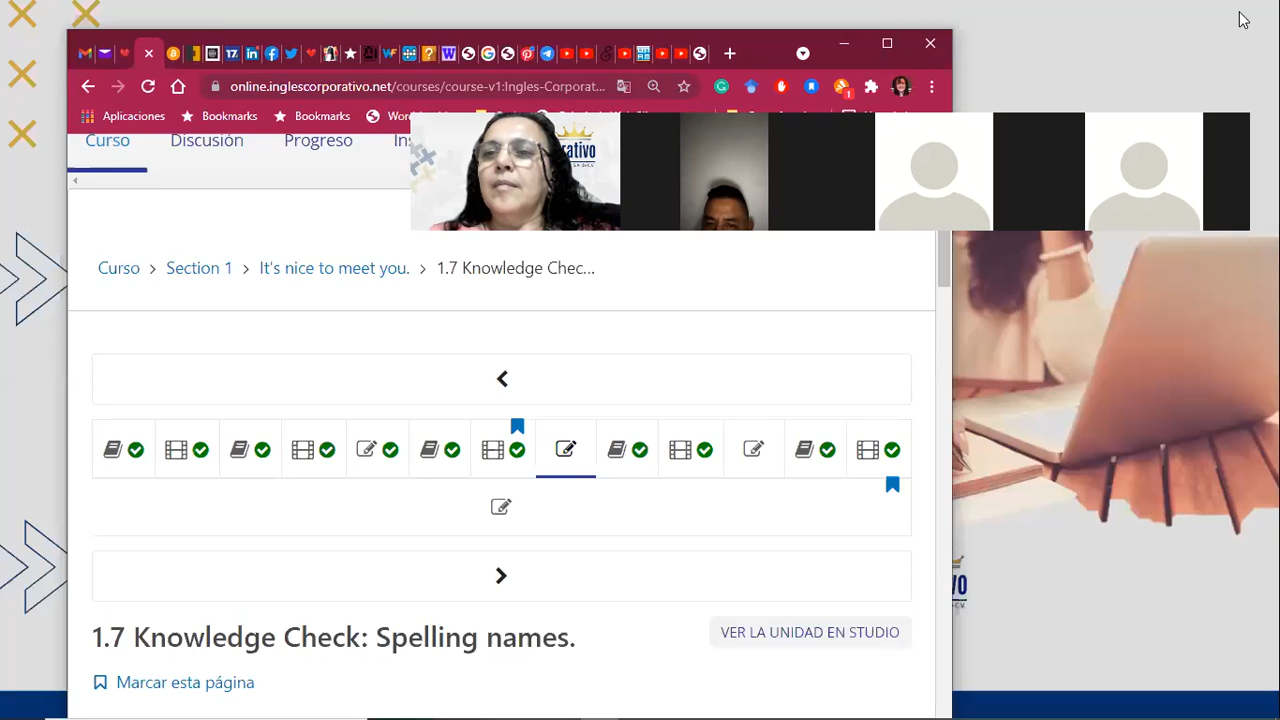 17
online.inglescorporativo.net/courses/course-v1:Ingles-Corporat...
1
Aplicaciones
Bookmarks
Bookmarks
Curso
Discusión
Progreso
Curso > Section 1 > It's nice to meet you. > 1.7 Knowledge Chec...
1.7 Knowledge Check: Spelling names.
VER LA UNIDAD EN STUDIO
Marcar esta página